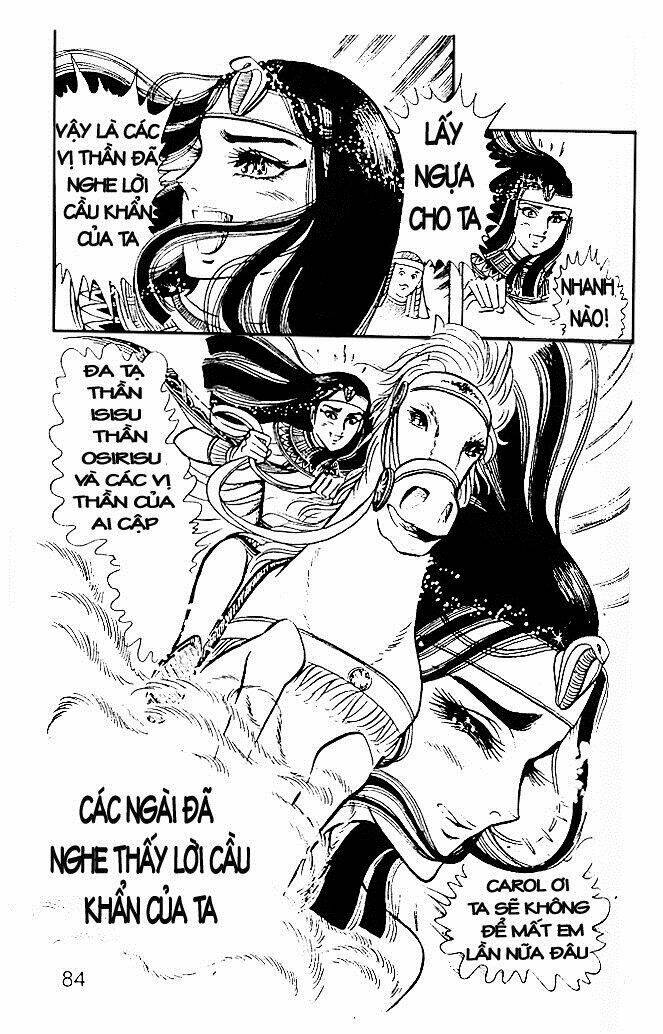 VẬY LÀ CÁC
VỊ THẦN ĐÃ
NGHE LỜI
CẦU KHẨN
CỦA TA
LẤY
NGỰA
CHO TA
NHANH
NÀO!
ĐA TẠ
THẦN
ISISU
THẦN
OSIRISU
VÀ CÁC VỊ
THẦN CỦA
AI CẬP
CÁC NGÀI ĐÃ
NGHE THẤY LỜI CẦU
KHẨN CỦA TA
CAROL ƠI
TA SẼ KHÔNG
ĐỂ MẤT EM
LẦN NỮA ĐÂU
84